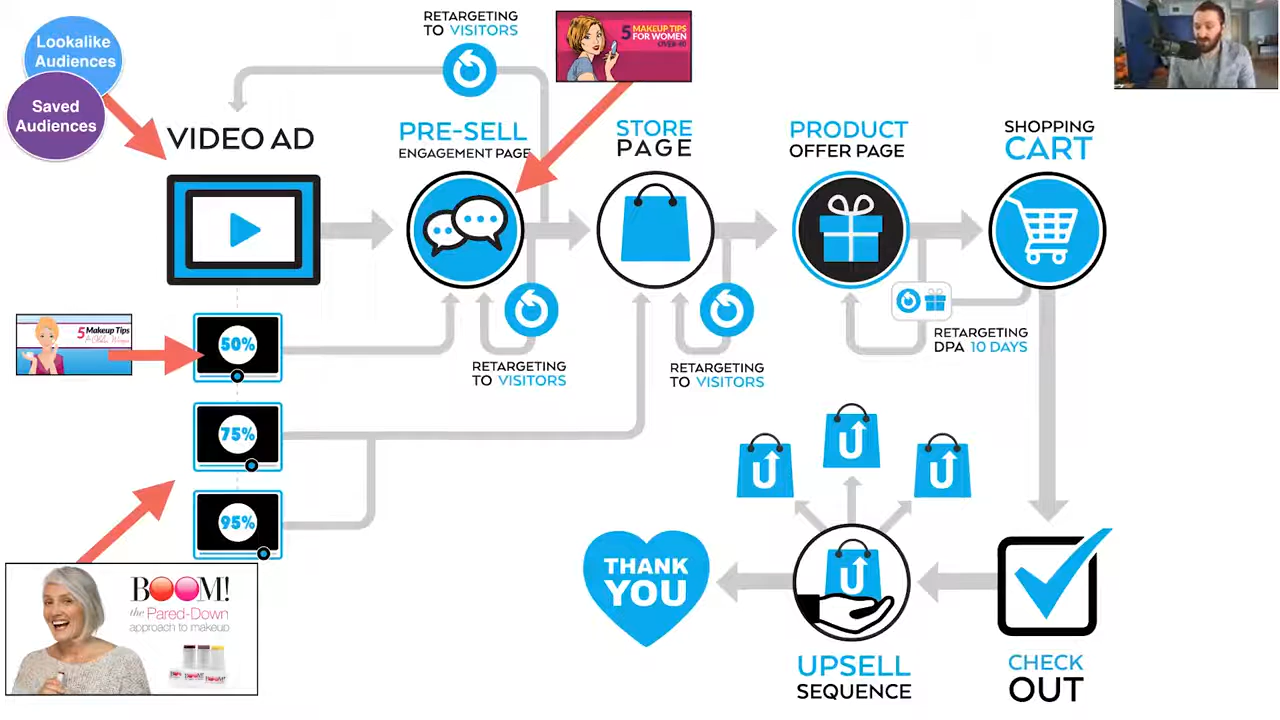 RETARGETING
TO VISITORS
Lookalike
Audiences
Saved
Audiences
5 MAKEUP TIPS
FOR WOMEN
OVER 40
VIDEO AD
PRE-SELL
ENGAGEMENT PAGE
STORE
PAGE
PRODUCT
OFFER PAGE
SHOPPING
CART
5 Makeup Tips
50%
RETARGETING
TO VISITORS
RETARGETING
TO VISITORS
RETARGETING
DPA 10 DAYS
75%
95%
BOOM!
the Pared-Down
approach to makeup
BOOM!
BOOM!
THANK
YOU
U
U
U
U
UPSELL
SEQUENCE
CHECK
OUT